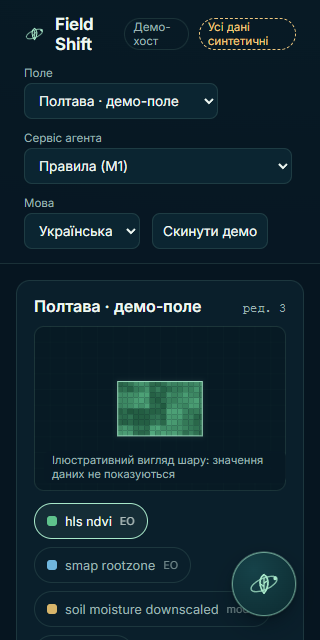 Field
Shift
Демо-
хост
Усі дані
синтетичні
Поле
Полтава · демо-поле
Сервіс агента
Правила (M1)
Мова
Українська
Скинути демо
Полтава · демо-поле
ред. 3
Ілюстративний вигляд шару: значення
даних не показуються
hls ndvi EO
smap rootzone EO
soil moisture downscaled